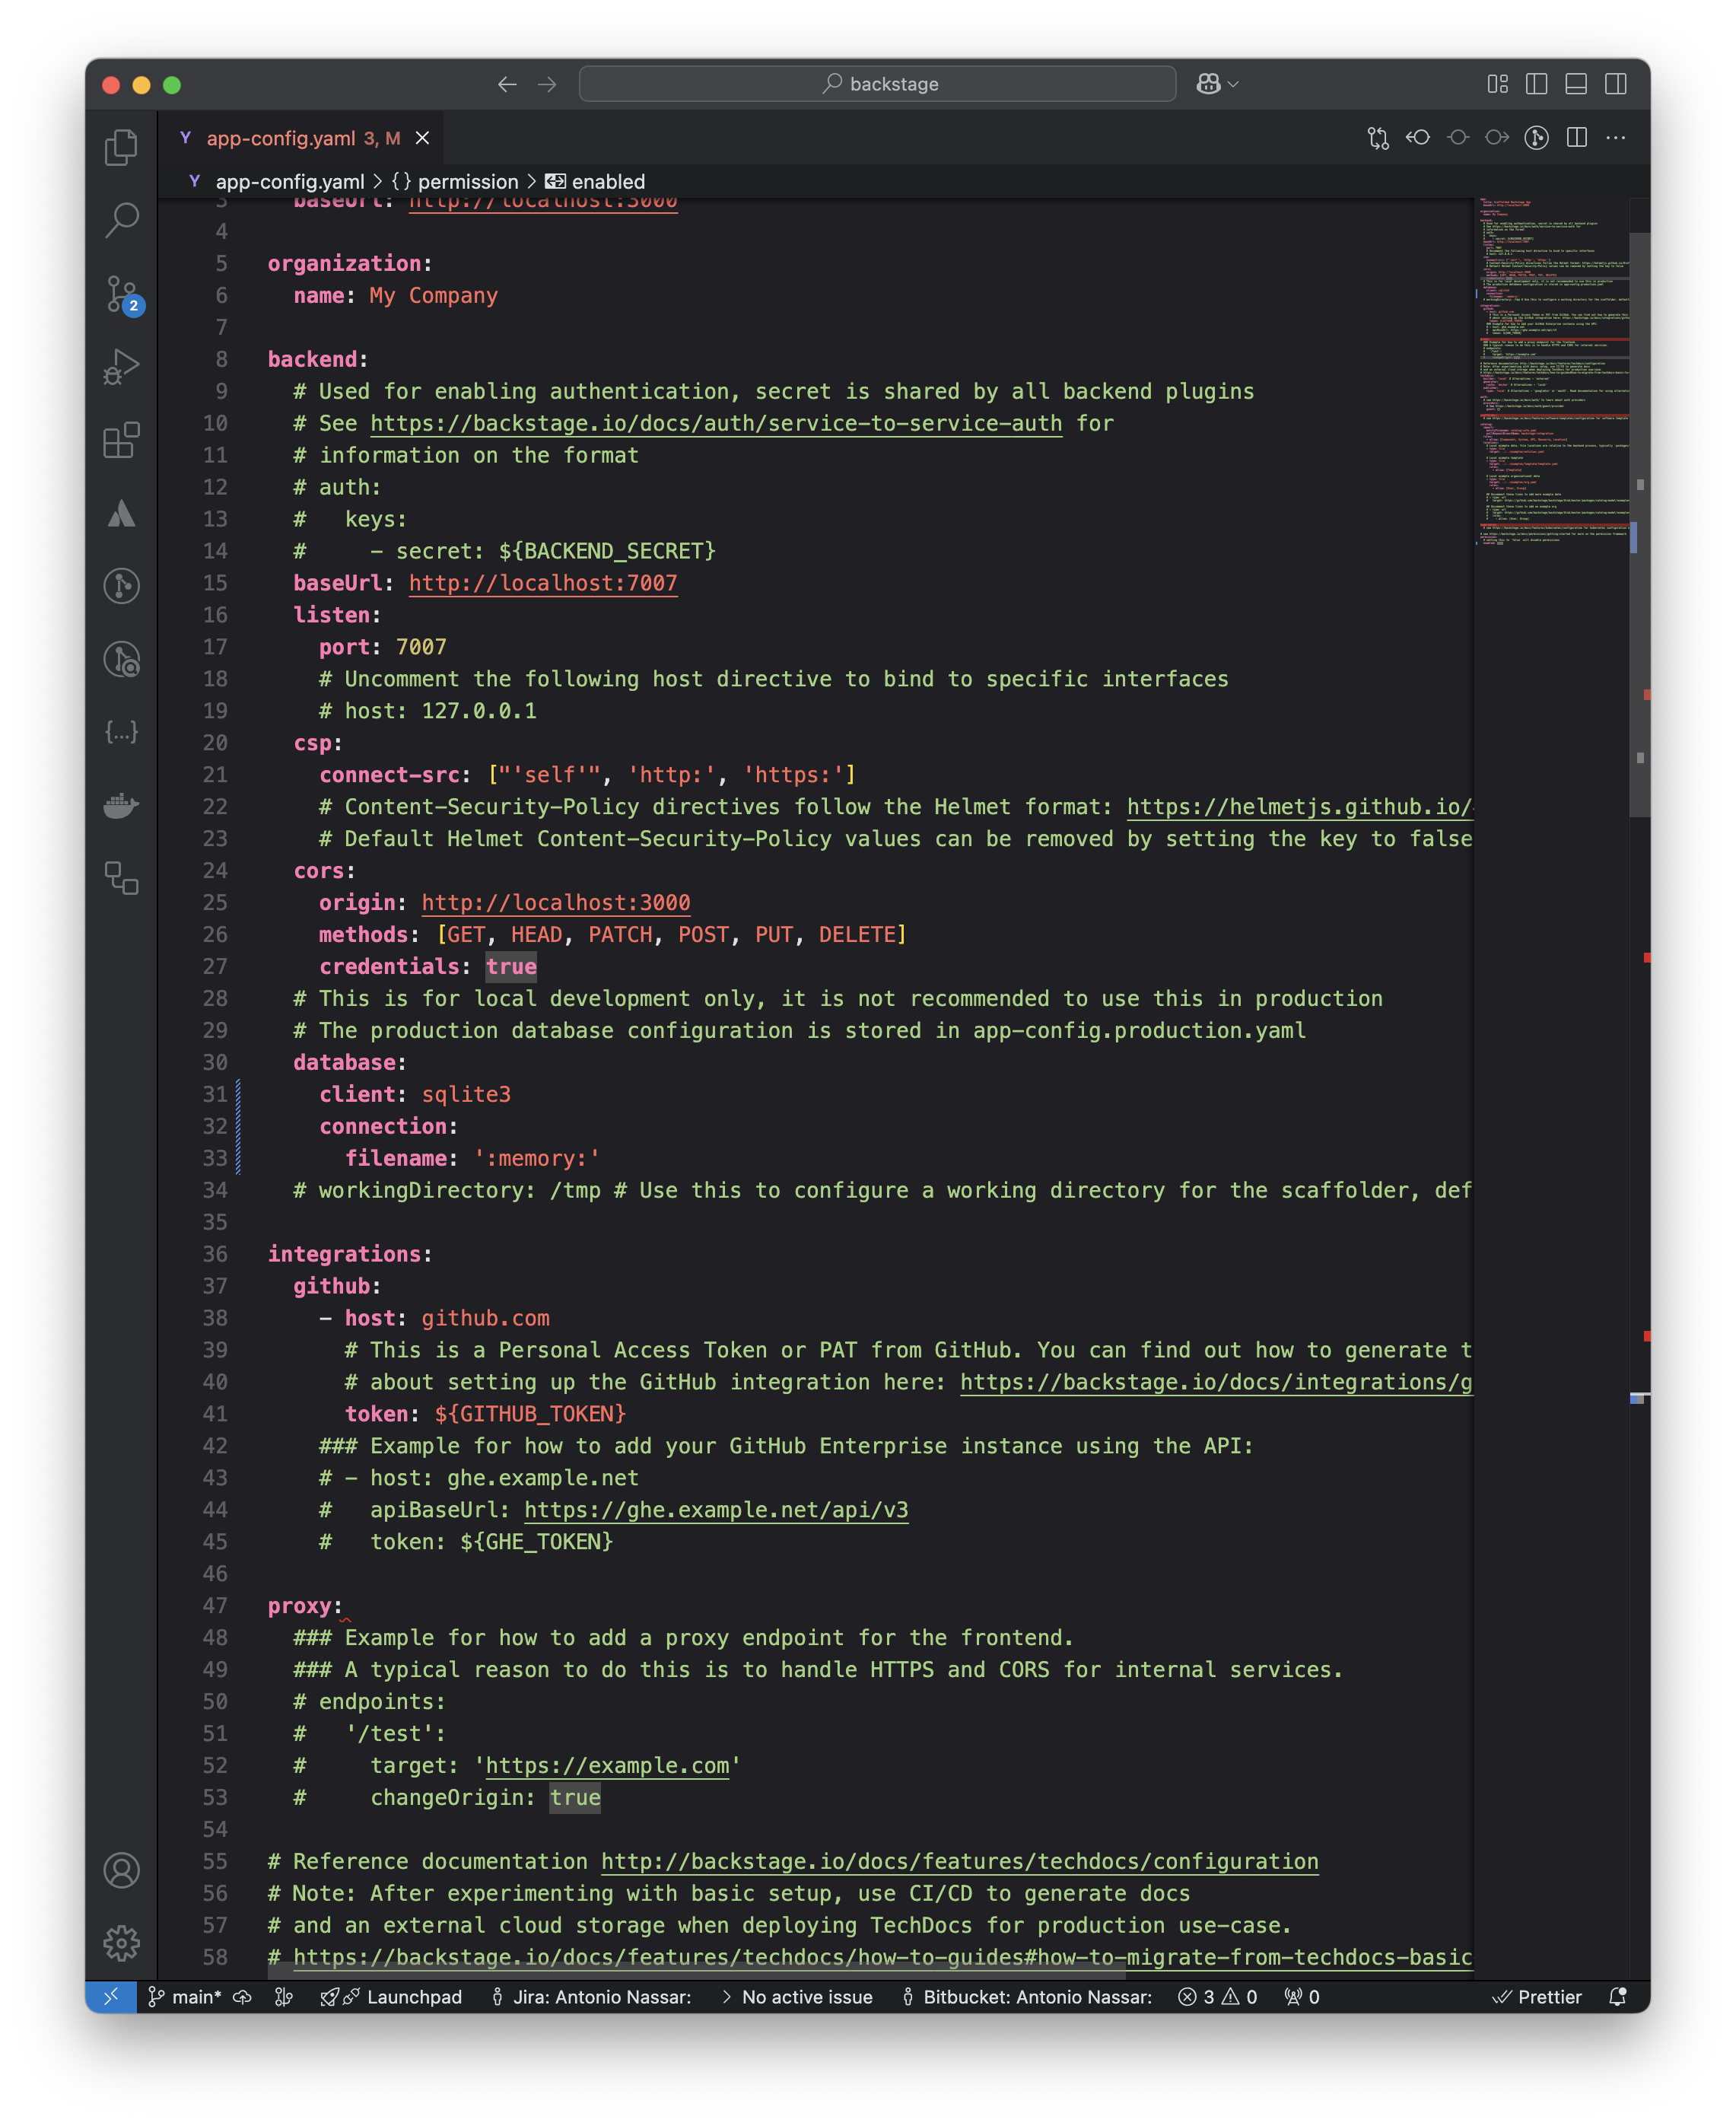 backstage
app-config.yaml 3, M
app-config.yaml > {} permission > enabled
3 baseUrl: http://localhost:3000
4
5 organization:
6 name: My Company
7
8 backend:
9 # Used for enabling authentication, secret is shared by all backend plugins
10 # See https://backstage.io/docs/auth/service-to-service-auth for
11 # information on the format
12 # auth:
13 #   keys:
14 #     - secret: ${BACKEND_SECRET}
15 baseUrl: http://localhost:7007
16 listen:
17 port: 7007
18 # Uncomment the following host directive to bind to specific interfaces
19 # host: 127.0.0.1
20 csp:
21 connect-src: ["'self'", 'http:', 'https:']
22 # Content-Security-Policy directives follow the Helmet format: https://helmetjs.github.io/
23 # Default Helmet Content-Security-Policy values can be removed by setting the key to false
24 cors:
25 origin: http://localhost:3000
26 methods: [GET, HEAD, PATCH, POST, PUT, DELETE]
27 credentials: true
28 # This is for local development only, it is not recommended to use this in production
29 # The production database configuration is stored in app-config.production.yaml
30 database:
31 client: sqlite3
32 connection:
33 filename: ':memory:'
34 # workingDirectory: /tmp # Use this to configure a working directory for the scaffolder, def
35
36 integrations:
37 github:
38 - host: github.com
39 # This is a Personal Access Token or PAT from GitHub. You can find out how to generate t
40 # about setting up the GitHub integration here: https://backstage.io/docs/integrations/g
41 token: ${GITHUB_TOKEN}
42 ### Example for how to add your GitHub Enterprise instance using the API:
43 # - host: ghe.example.net
44 #   apiBaseUrl: https://ghe.example.net/api/v3
45 #   token: ${GHE_TOKEN}
46
47 proxy:
48 ### Example for how to add a proxy endpoint for the frontend.
49 ### A typical reason to do this is to handle HTTPS and CORS for internal services.
50 # endpoints:
51 #   '/test':
52 #     target: 'https://example.com'
53 #     changeOrigin: true
54
55 # Reference documentation http://backstage.io/docs/features/techdocs/configuration
56 # Note: After experimenting with basic setup, use CI/CD to generate docs
57 # and an external cloud storage when deploying TechDocs for production use-case.
58 # https://backstage.io/docs/features/techdocs/how-to-guides#how-to-migrate-from-techdocs-basic
2
main* Launchpad Jira: Antonio Nassar: > No active issue Bitbucket: Antonio Nassar: 3 0 0 Prettier